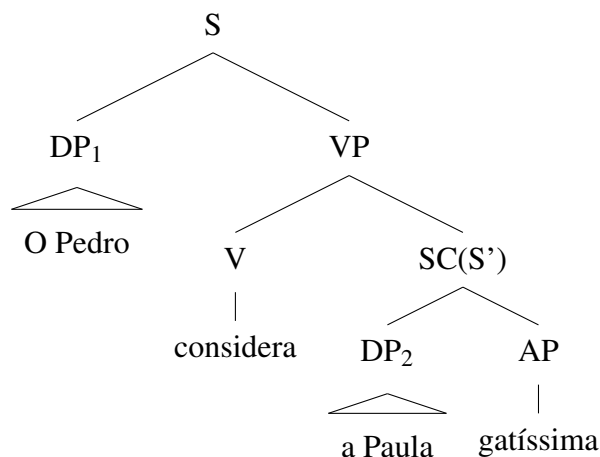 S
DP₁ VP
O Pedro V SC(S’)
considera DP₂ AP
a Paula gatíssima